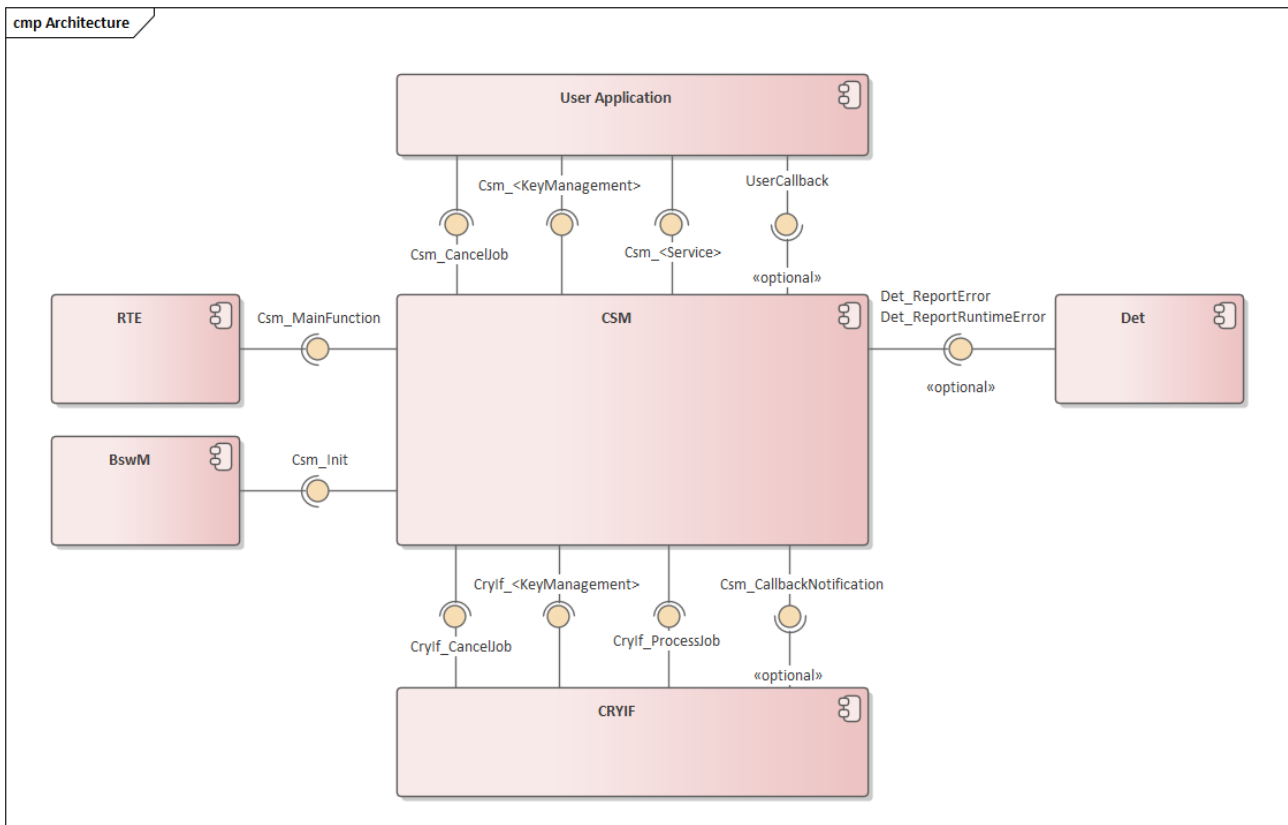 cmp Architecture
User Application
Csm_<KeyManagement>
UserCallback
Csm_CancelJob
Csm_<Service>
«optional»
RTE
Csm_MainFunction
CSM
Det_ReportError
Det_ReportRuntimeError
Det
«optional»
BswM
Csm_Init
CryIf_<KeyManagement>
Csm_CallbackNotification
CryIf_CancelJob
CryIf_ProcessJob
«optional»
CRYIF